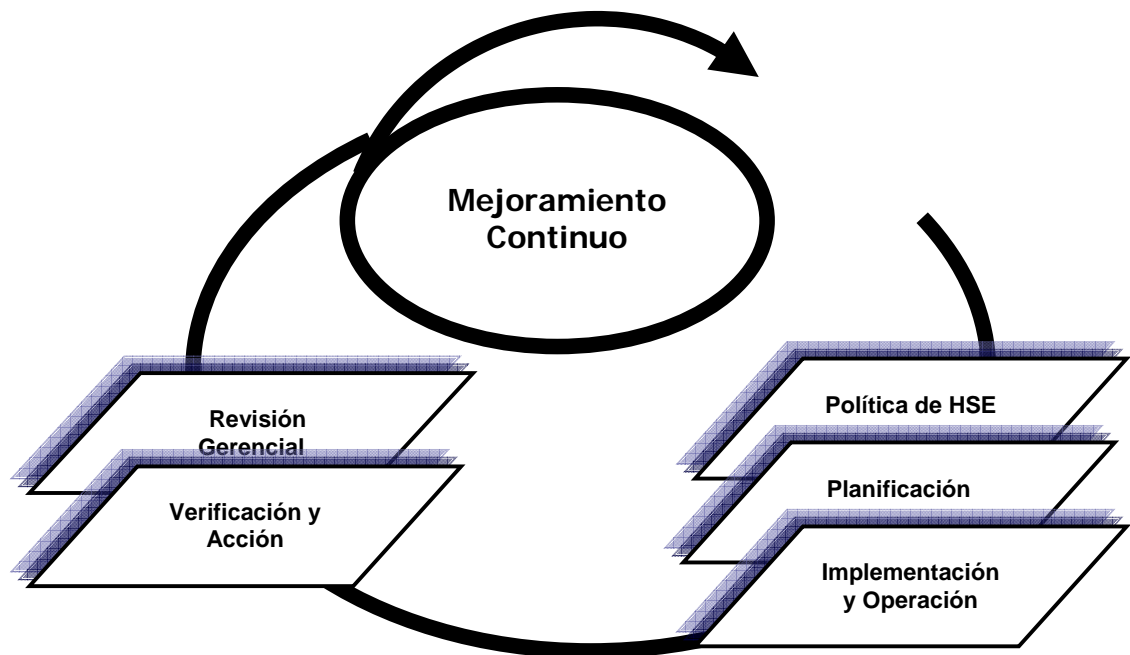 Mejoramiento
Continuo
Revisión
Gerencial
Verificación y
Acción
Política de HSE
Planificación
Implementación
y Operación